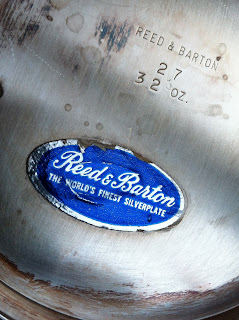 REED & BARTON
27
32 OZ.
Reed & Barton
THE WORLD'S FINEST SILVERPLATE